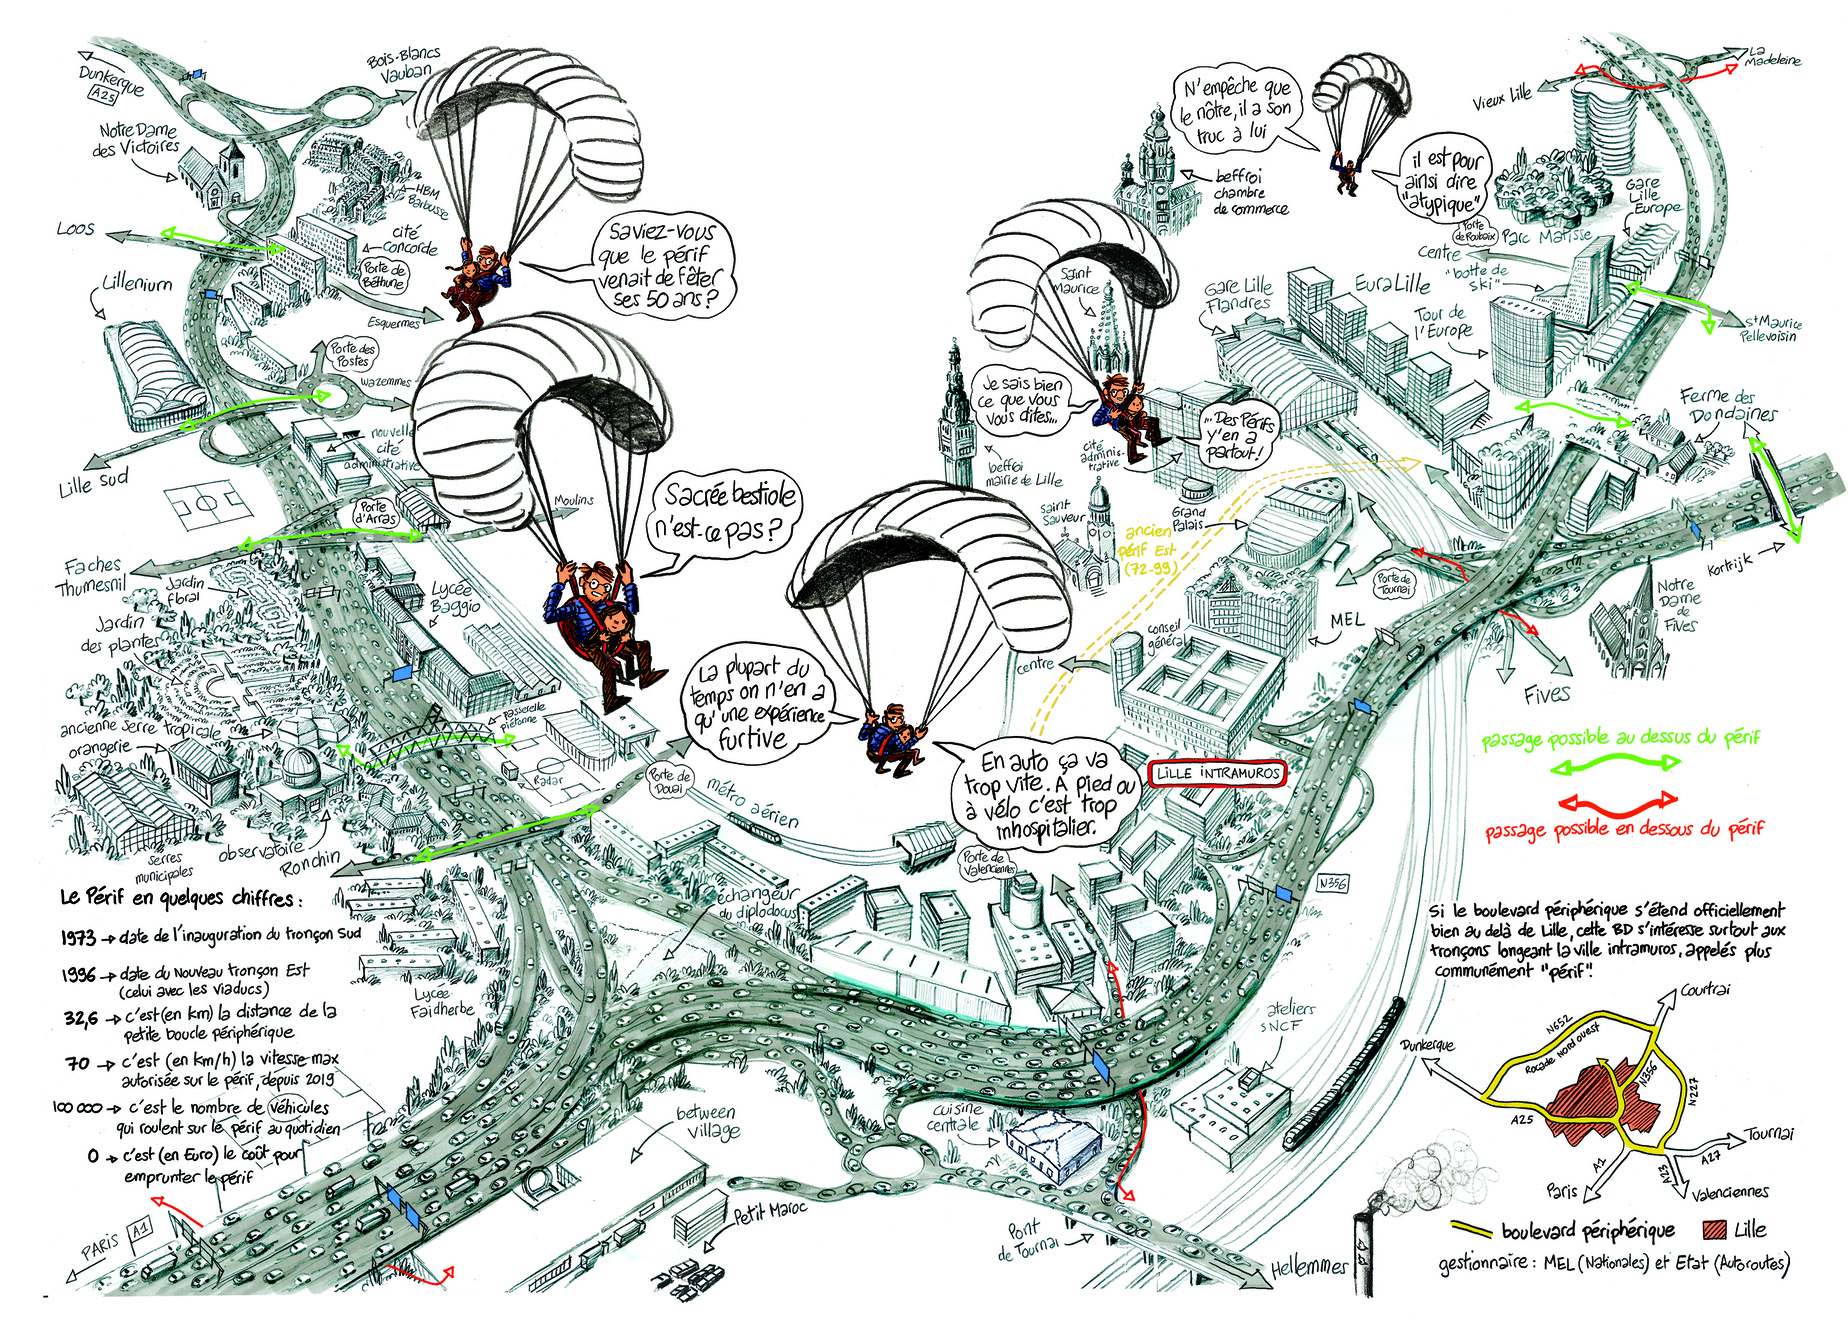 Dunkerque
A25
Bois-Blancs
Vauban
Notre Dame
des Victoires
HBM
Barbusse
Loos
cité
concorde
Porte de
Béthune
Lillenium
Esquermes
Porte des
Postes
Wazemmes
Lille sud
nouvelle
cité
administrative
Porte
d'Arras
Moulins
Faches
Thumesnil
Jardin
floral
Jardin
des plantes
Lycée
Baggio
ancienne serre tropicale
orangerie
passerelle
piétonne
Radar
Porte de
Douai
serres
municipales
observatoire
Ronchin
métro aérien
Saviez-vous
que le périf
venait de fêter
ses 50 ans ?
Sacrée bestiole
n'est-ce pas ?
La plupart du
temps on n'en a
qu'une expérience
furtive
En auto ça va
trop vite. A pied ou
à vélo c'est trop
inhospitalier.
Je sais bien
ce que vous
vous dites...
...Des Périfs
y'en a
partout !
N'empêche que
le nôtre, il a son
truc à lui
il est pour
ainsi dire
"atypique"
beffroi
chambre
de commerce
Vieux Lille
La
Madeleine
Gare
Lille
Europe
Porte
de Roubaix
Parc Matisse
Centre
"botte de
ski"
Saint
Maurice
Gare Lille
Flandres
EuraLille
Tour de
l'Europe
St Maurice
Pellevoisin
Ferme des
Dondaines
beffroi
mairie de Lille
cité
adminis-
trative
Saint
Sauveur
ancien
périf Est
(72-99)
Grand
Palais
Porte de
Tournai
Kortrijk
Notre
Dame
de
Fives
MEL
conseil
général
centre
Fives
LILLE INTRAMUROS
passage possible au dessus du périf
passage possible en dessous du périf
Porte de
Valenciennes
N356
échangeur
du diplodocus
Lycée
Faidherbe
ateliers
SNCF
cuisine
centrale
between
village
Petit Maroc
Pont
de Tournai
Hellemmes
PARIS
A1
Le Périf en quelques chiffres :
1973 → date de l'inauguration du tronçon Sud
1996 → date du Nouveau tronçon Est
(celui avec les viaducs)
32,6 → c'est (en km) la distance de la
petite boucle périphérique
70 → c'est (en km/h) la vitesse max
autorisée sur le périf, depuis 2019
100 000 → c'est le nombre de véhicules
qui roulent sur le périf au quotidien
0 → c'est (en Euro) le coût pour
emprunter le périf
Si le boulevard périphérique s'étend officiellement
bien au delà de Lille, cette BD s'intéresse surtout aux
tronçons longeant la ville intramuros, appelés plus
communément "périf".
Courtrai
Dunkerque
N652
Rocade Nord Ouest
N356
N227
A25
Tournai
A27
A1
A23
Paris
Valenciennes
boulevard périphérique
Lille
gestionnaire : MEL (Nationales) et Etat (Autoroutes)